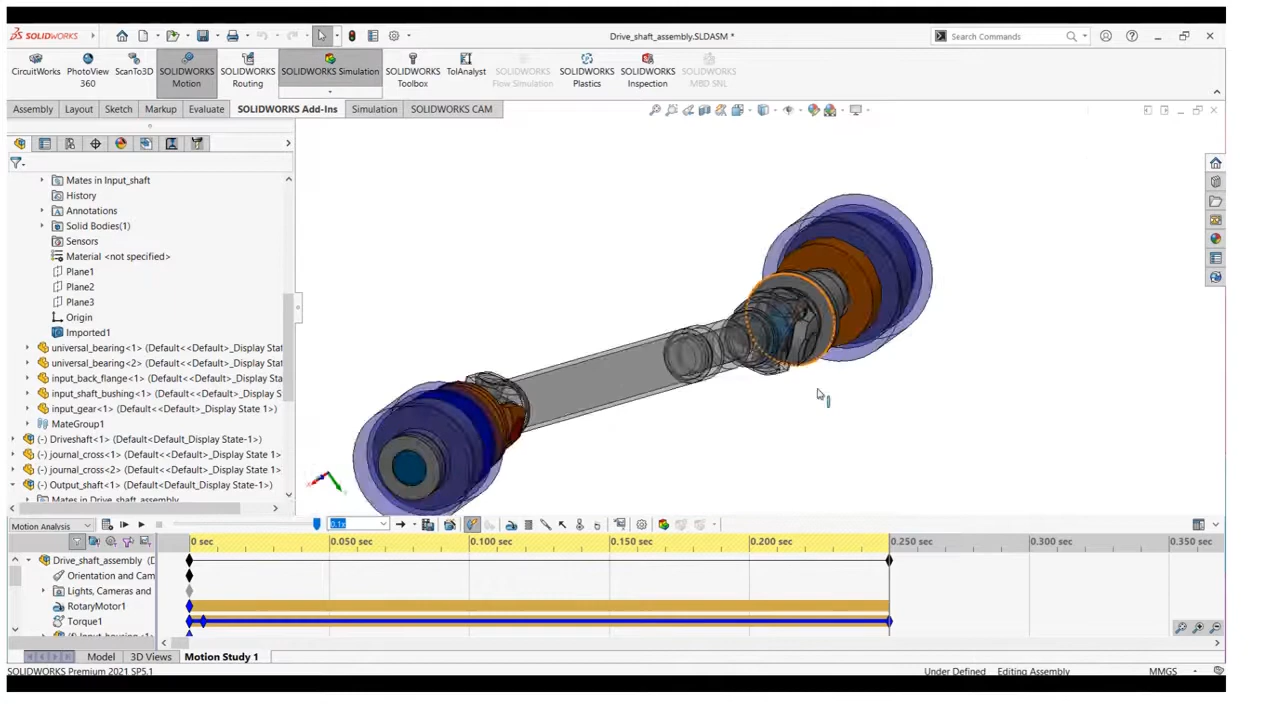 SOLIDWORKS
Drive_shaft_assembly.SLDASM *
Search Commands
CircuitWorks
PhotoView 360
ScanTo3D
SOLIDWORKS Motion
SOLIDWORKS Routing
SOLIDWORKS Simulation
SOLIDWORKS Toolbox
TolAnalyst
SOLIDWORKS Flow Simulation
SOLIDWORKS Plastics
SOLIDWORKS Inspection
SOLIDWORKS MBD SNL
Assembly Layout Sketch Markup Evaluate SOLIDWORKS Add-Ins Simulation SOLIDWORKS CAM
Mates in Input_shaft
History
Annotations
Solid Bodies(1)
Sensors
Material <not specified>
Plane1
Plane2
Plane3
Origin
Imported1
universal_bearing<1> (Default<<Default>_Display Stat
universal_bearing<2> (Default<<Default>_Display Stat
input_back_flange<1> (Default<<Default>_Display Sta
input_shaft_bushing<1> (Default<<Default>_Display S
input_gear<1> (Default<<Default>_Display State 1>)
MateGroup1
(-) Driveshaft<1> (Default<Default_Display State-1>)
(-) journal_cross<1> (Default<<Default>_Display State 1>)
(-) journal_cross<2> (Default<<Default>_Display State 1>)
(-) Output_shaft<1> (Default<Default_Display State-1>)
Mates in Drive_shaft_assembly
Motion Analysis
0.1x
0 sec 0.050 sec 0.100 sec 0.150 sec 0.200 sec 0.250 sec 0.300 sec 0.350 sec
Drive_shaft_assembly (D
Orientation and Cam
Lights, Cameras and
RotaryMotor1
Torque1
Model 3D Views Motion Study 1
SOLIDWORKS Premium 2021 SP5.1
Under Defined Editing Assembly MMGS